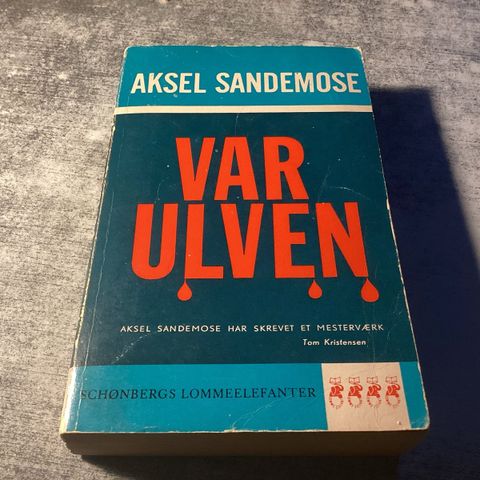 AKSEL SANDEMOSE
VAR
ULVEN
AKSEL SANDEMOSE HAR SKREVET ET MESTERVÆRK
Tom Kristensen
SCHØNBERGS LOMMEELEFANTER